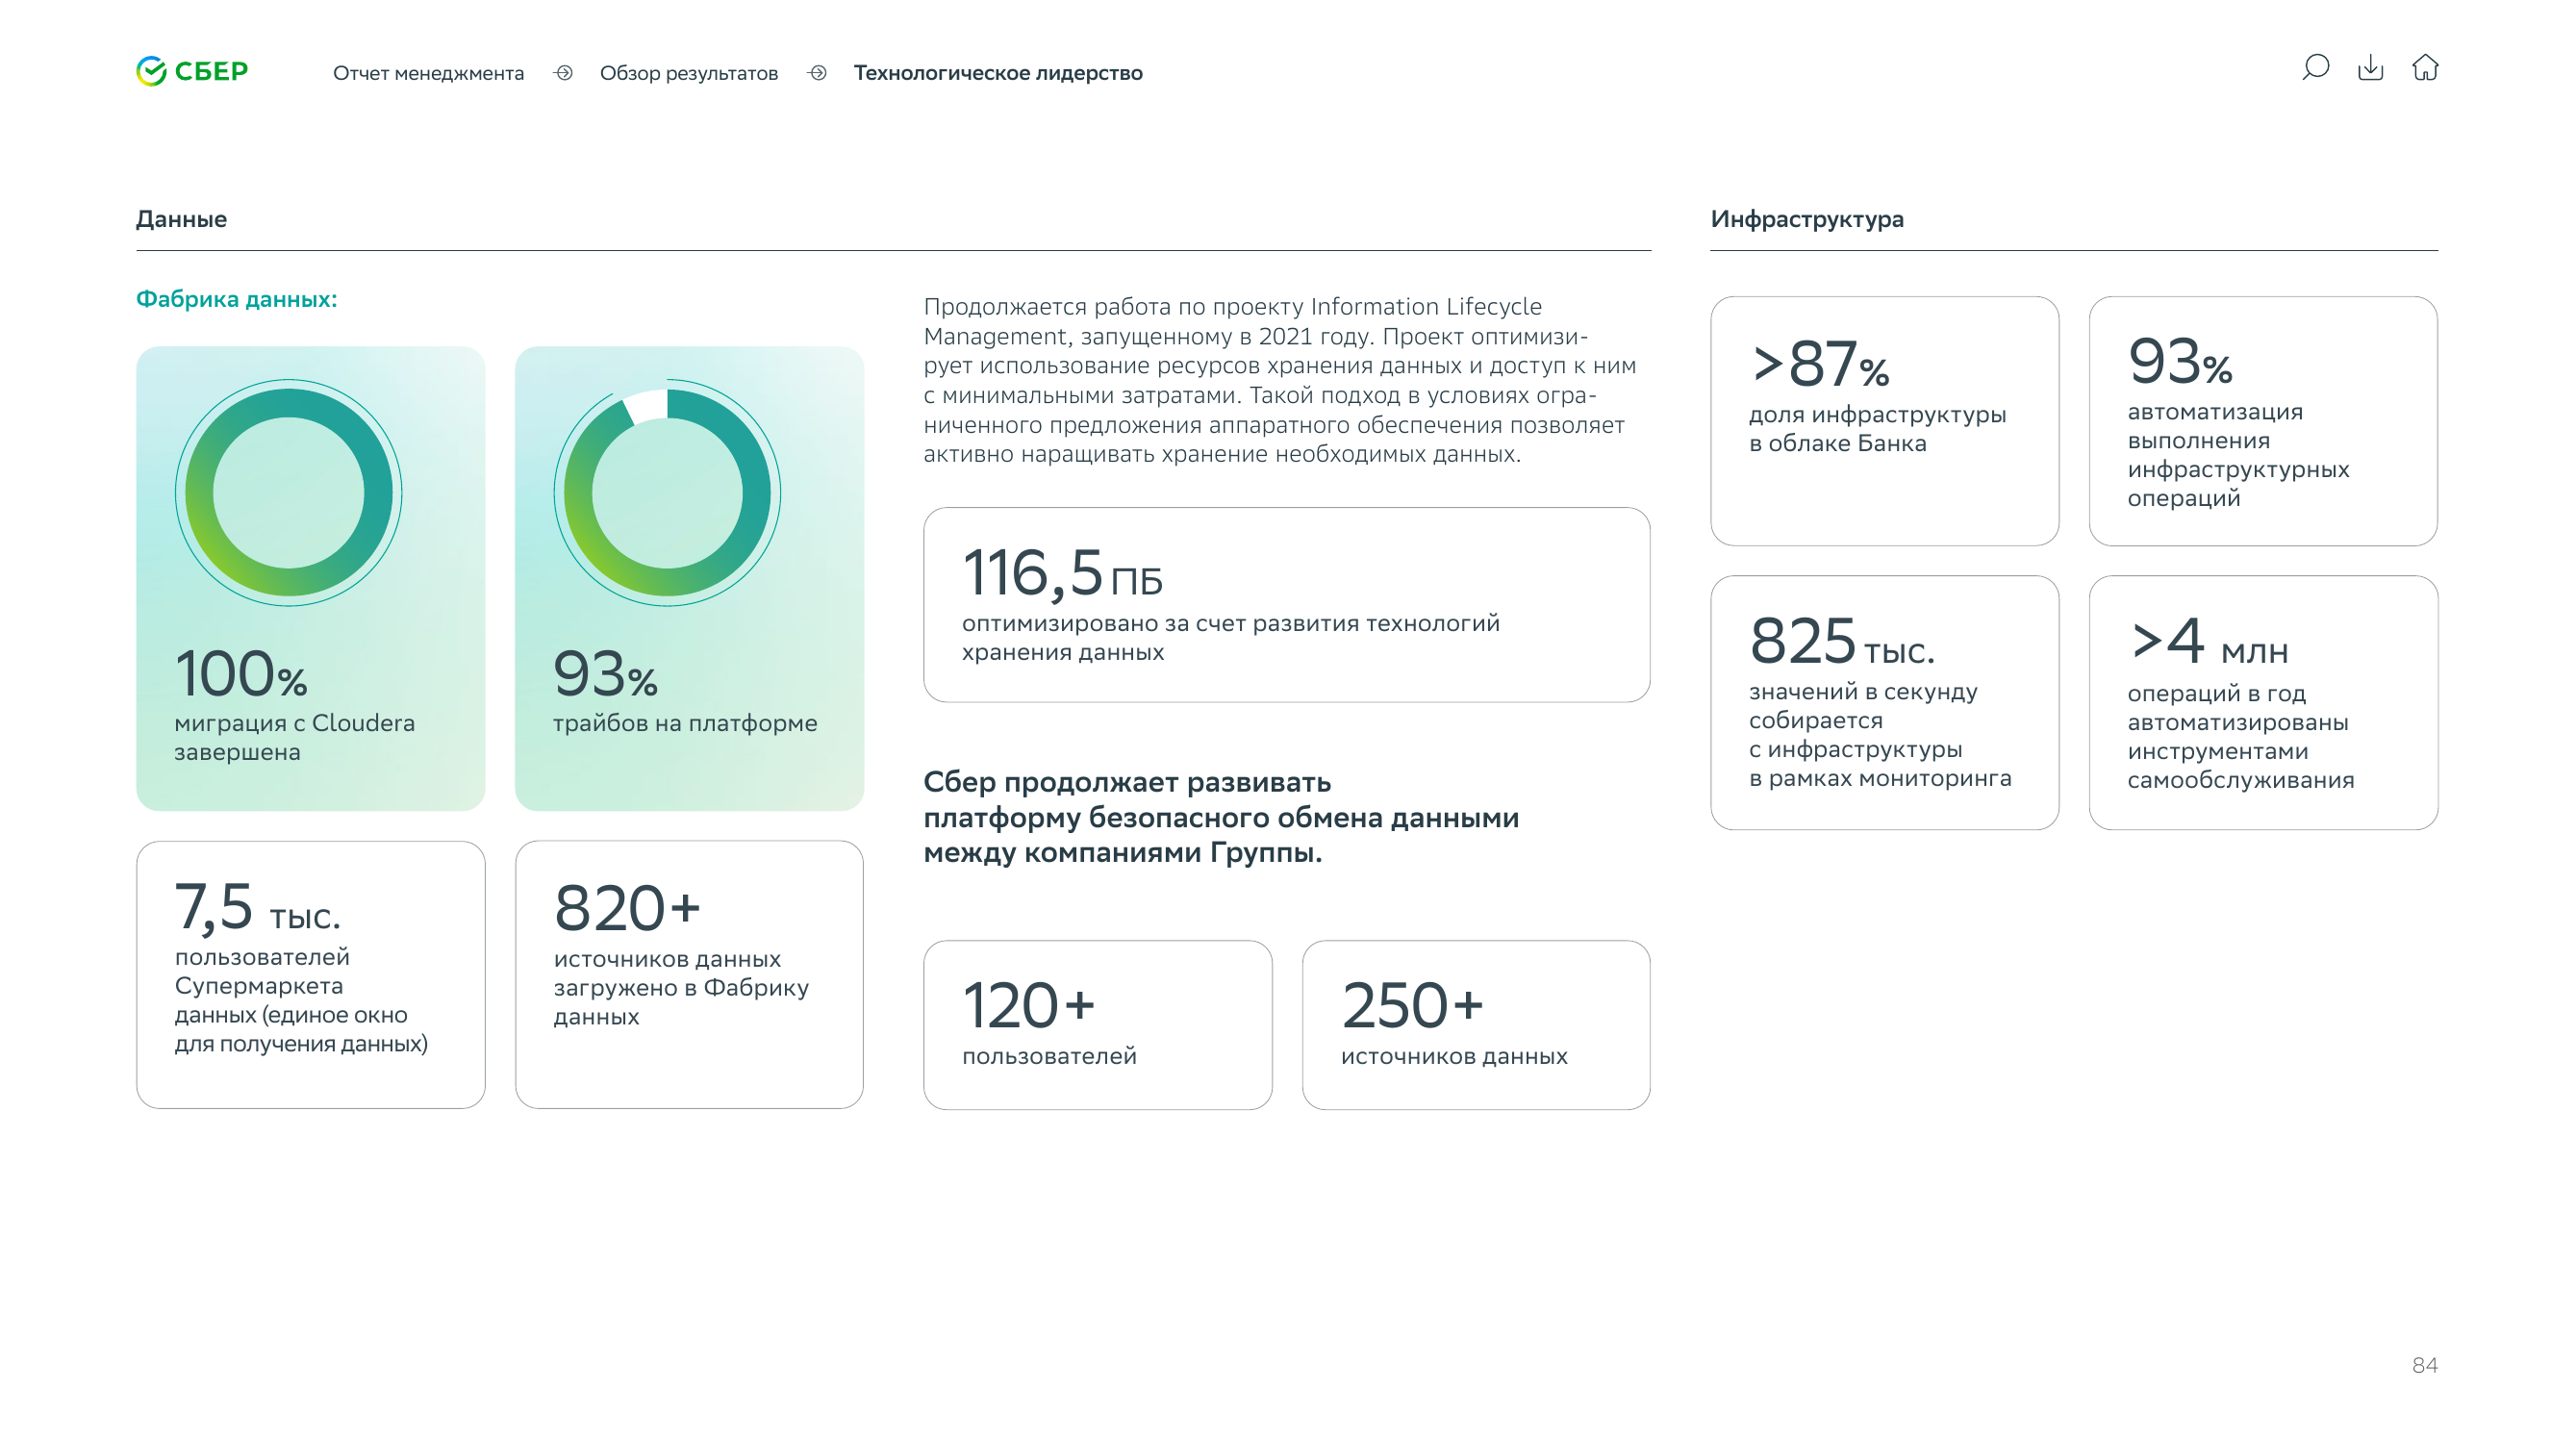 СБЕР
Отчет менеджмента
Обзор результатов
Технологическое лидерство
Данные
Фабрика данных:
100%
миграция с Cloudera
завершена
93%
трайбов на платформе
7,5 тыс.
пользователей
Супермаркета
данных (единое окно
для получения данных)
820+
источников данных
загружено в Фабрику
данных
Продолжается работа по проекту Information Lifecycle
Management, запущенному в 2021 году. Проект оптимизи-
рует использование ресурсов хранения данных и доступ к ним
с минимальными затратами. Такой подход в условиях огра-
ниченного предложения аппаратного обеспечения позволяет
активно наращивать хранение необходимых данных.
116,5 ПБ
оптимизировано за счет развития технологий
хранения данных
Сбер продолжает развивать
платформу безопасного обмена данными
между компаниями Группы.
120+
пользователей
250+
источников данных
Инфраструктура
>87%
доля инфраструктуры
в облаке Банка
93%
автоматизация
выполнения
инфраструктурных
операций
825 тыс.
значений в секунду
собирается
с инфраструктуры
в рамках мониторинга
>4 млн
операций в год
автоматизированы
инструментами
самообслуживания
84